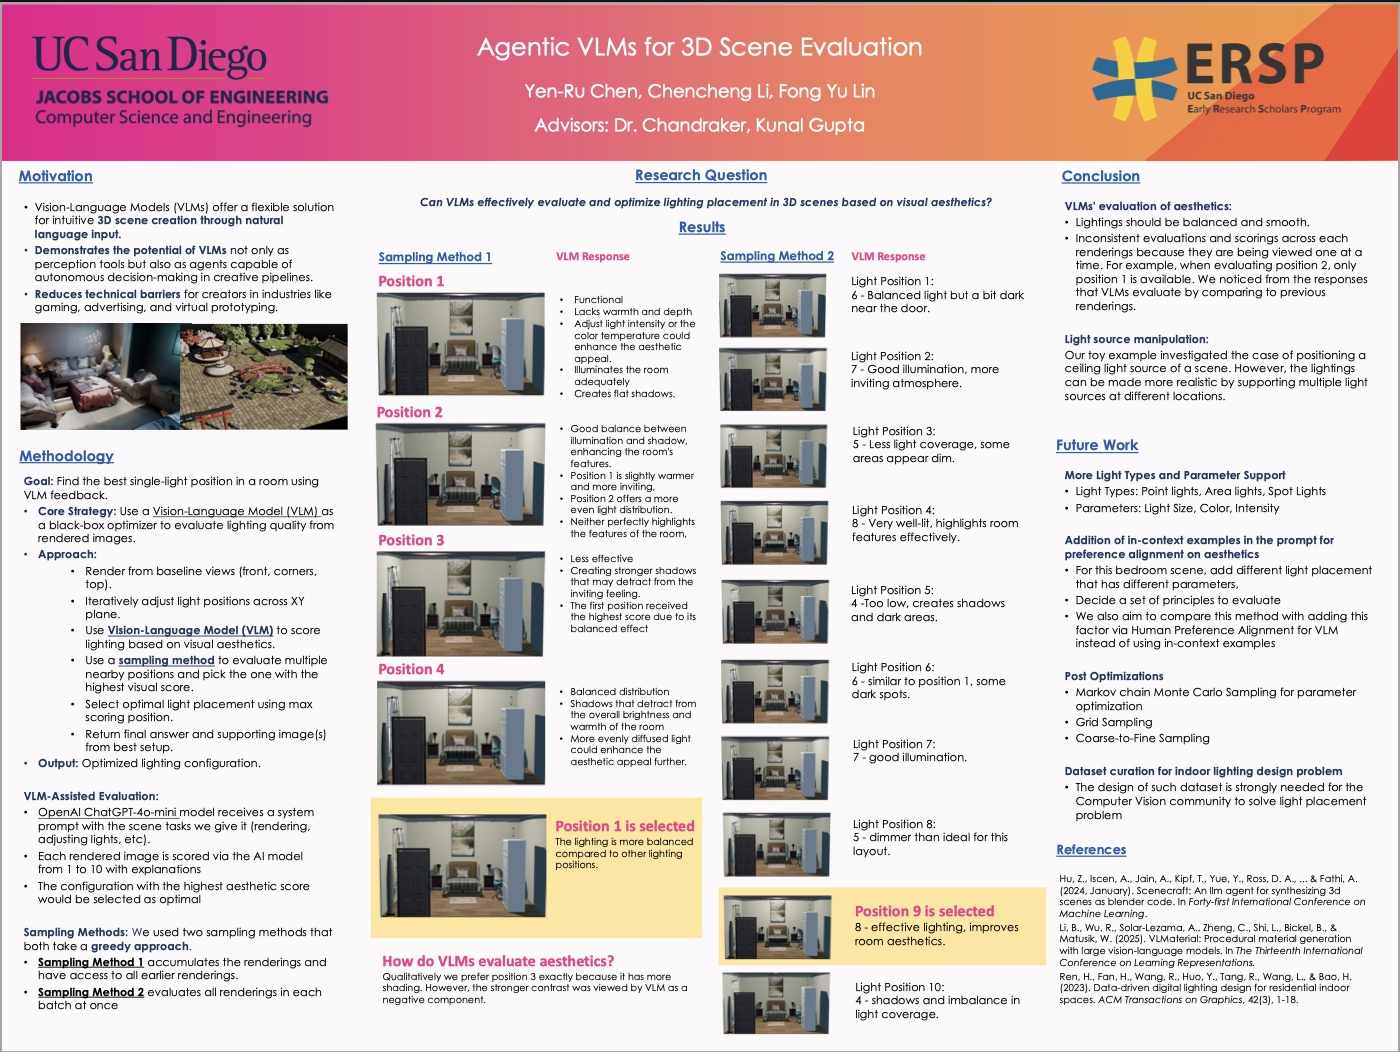 UC San Diego
JACOBS SCHOOL OF ENGINEERING
Computer Science and Engineering
Agentic VLMs for 3D Scene Evaluation
Yen-Ru Chen, Chencheng Li, Fong Yu Lin
Advisors: Dr. Chandraker, Kunal Gupta
ERSP
UC San Diego
Early Research Scholars Program
Motivation
• Vision-Language Models (VLMs) offer a flexible solution
for intuitive 3D scene creation through natural
language input.
• Demonstrates the potential of VLMs not only as
perception tools but also as agents capable of
autonomous decision-making in creative pipelines.
• Reduces technical barriers for creators in industries like
gaming, advertising, and virtual prototyping.
Methodology
Goal: Find the best single-light position in a room using
VLM feedback.
• Core Strategy: Use a Vision-Language Model (VLM) as
a black-box optimizer to evaluate lighting quality from
rendered images.
• Approach:
• Render from baseline views (front, corners,
top).
• Iteratively adjust light positions across XY
plane.
• Use Vision-Language Model (VLM) to score
lighting based on visual aesthetics.
• Use a sampling method to evaluate multiple
nearby positions and pick the one with the
highest visual score.
• Select optimal light placement using max
scoring position.
• Return final answer and supporting image(s)
from best setup.
• Output: Optimized lighting configuration.
VLM-Assisted Evaluation:
• OpenAI ChatGPT-4o-mini model receives a system
prompt with the scene tasks we give it (rendering,
adjusting lights, etc).
• Each rendered image is scored via the AI model
from 1 to 10 with explanations
• The configuration with the highest aesthetic score
would be selected as optimal
Sampling Methods: We used two sampling methods that
both take a greedy approach.
• Sampling Method 1 accumulates the renderings and
have access to all earlier renderings.
• Sampling Method 2 evaluates all renderings in each
batch at once
Research Question
Can VLMs effectively evaluate and optimize lighting placement in 3D scenes based on visual aesthetics?
Results
Sampling Method 1
VLM Response
Position 1
• Functional
• Lacks warmth and depth
• Adjust light intensity or the
color temperature could
enhance the aesthetic
appeal.
• Illuminates the room
adequately
• Creates flat shadows.
Position 2
• Good balance between
illumination and shadow,
enhancing the room's
features.
• Position 1 is slightly warmer
and more inviting,
• Position 2 offers a more
even light distribution.
• Neither perfectly highlights
the features of the room,
Position 3
• Less effective
• Creating stronger shadows
that may detract from the
inviting feeling.
• The first position received
the highest score due to its
balanced effect
Position 4
• Balanced distribution
• Shadows that detract from
the overall brightness and
warmth of the room
• More evenly diffused light
could enhance the
aesthetic appeal further.
Position 1 is selected
The lighting is more balanced
compared to other lighting
positions.
How do VLMs evaluate aesthetics?
Qualitatively we prefer position 3 exactly because it has more
shading. However, the stronger contrast was viewed by VLM as a
negative component.
Sampling Method 2
VLM Response
Light Position 1:
6 - Balanced light but a bit dark
near the door.
Light Position 2:
7 - Good illumination, more
inviting atmosphere.
Light Position 3:
5 - Less light coverage, some
areas appear dim.
Light Position 4:
8 - Very well-lit, highlights room
features effectively.
Light Position 5:
4 -Too low, creates shadows
and dark areas.
Light Position 6:
6 - similar to position 1, some
dark spots.
Light Position 7:
7 - good illumination.
Light Position 8:
5 - dimmer than ideal for this
layout.
Position 9 is selected
8 - effective lighting, improves
room aesthetics.
Light Position 10:
4 - shadows and imbalance in
light coverage.
Conclusion
VLMs' evaluation of aesthetics:
• Lightings should be balanced and smooth.
• Inconsistent evaluations and scorings across each
renderings because they are being viewed one at a
time. For example, when evaluating position 2, only
position 1 is available. We noticed from the responses
that VLMs evaluate by comparing to previous
renderings.
Light source manipulation:
Our toy example investigated the case of positioning a
ceiling light source of a scene. However, the lightings
can be made more realistic by supporting multiple light
sources at different locations.
Future Work
More Light Types and Parameter Support
• Light Types: Point lights, Area lights, Spot Lights
• Parameters: Light Size, Color, Intensity
Addition of in-context examples in the prompt for
preference alignment on aesthetics
• For this bedroom scene, add different light placement
that has different parameters,
• Decide a set of principles to evaluate
• We also aim to compare this method with adding this
factor via Human Preference Alignment for VLM
instead of using in-context examples
Post Optimizations
• Markov chain Monte Carlo Sampling for parameter
optimization
• Grid Sampling
• Coarse-to-Fine Sampling
Dataset curation for indoor lighting design problem
• The design of such dataset is strongly needed for the
Computer Vision community to solve light placement
problem
References
Hu, Z., Iscen, A., Jain, A., Kipf, T., Yue, Y., Ross, D. A., ... & Fathi, A.
(2024, January). Scenecraft: An llm agent for synthesizing 3d
scenes as blender code. In Forty-first International Conference on
Machine Learning.
Li, B., Wu, R., Solar-Lezama, A., Zheng, C., Shi, L., Bickel, B., &
Matusik, W. (2025). VLMaterial: Procedural material generation
with large vision-language models. In The Thirteenth International
Conference on Learning Representations.
Ren, H., Fan, H., Wang, R., Huo, Y., Tang, R., Wang, L., & Bao, H.
(2023). Data-driven digital lighting design for residential indoor
spaces. ACM Transactions on Graphics, 42(3), 1-18.